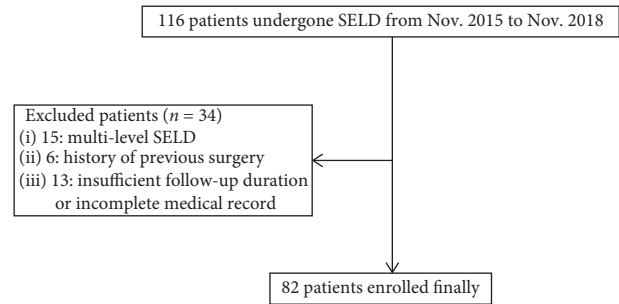 116 patients undergone SELD from Nov. 2015 to Nov. 2018
Excluded patients (n = 34)
(i) 15: multi-level SELD
(ii) 6: history of previous surgery
(iii) 13: insufficient follow-up duration
or incomplete medical record
82 patients enrolled finally